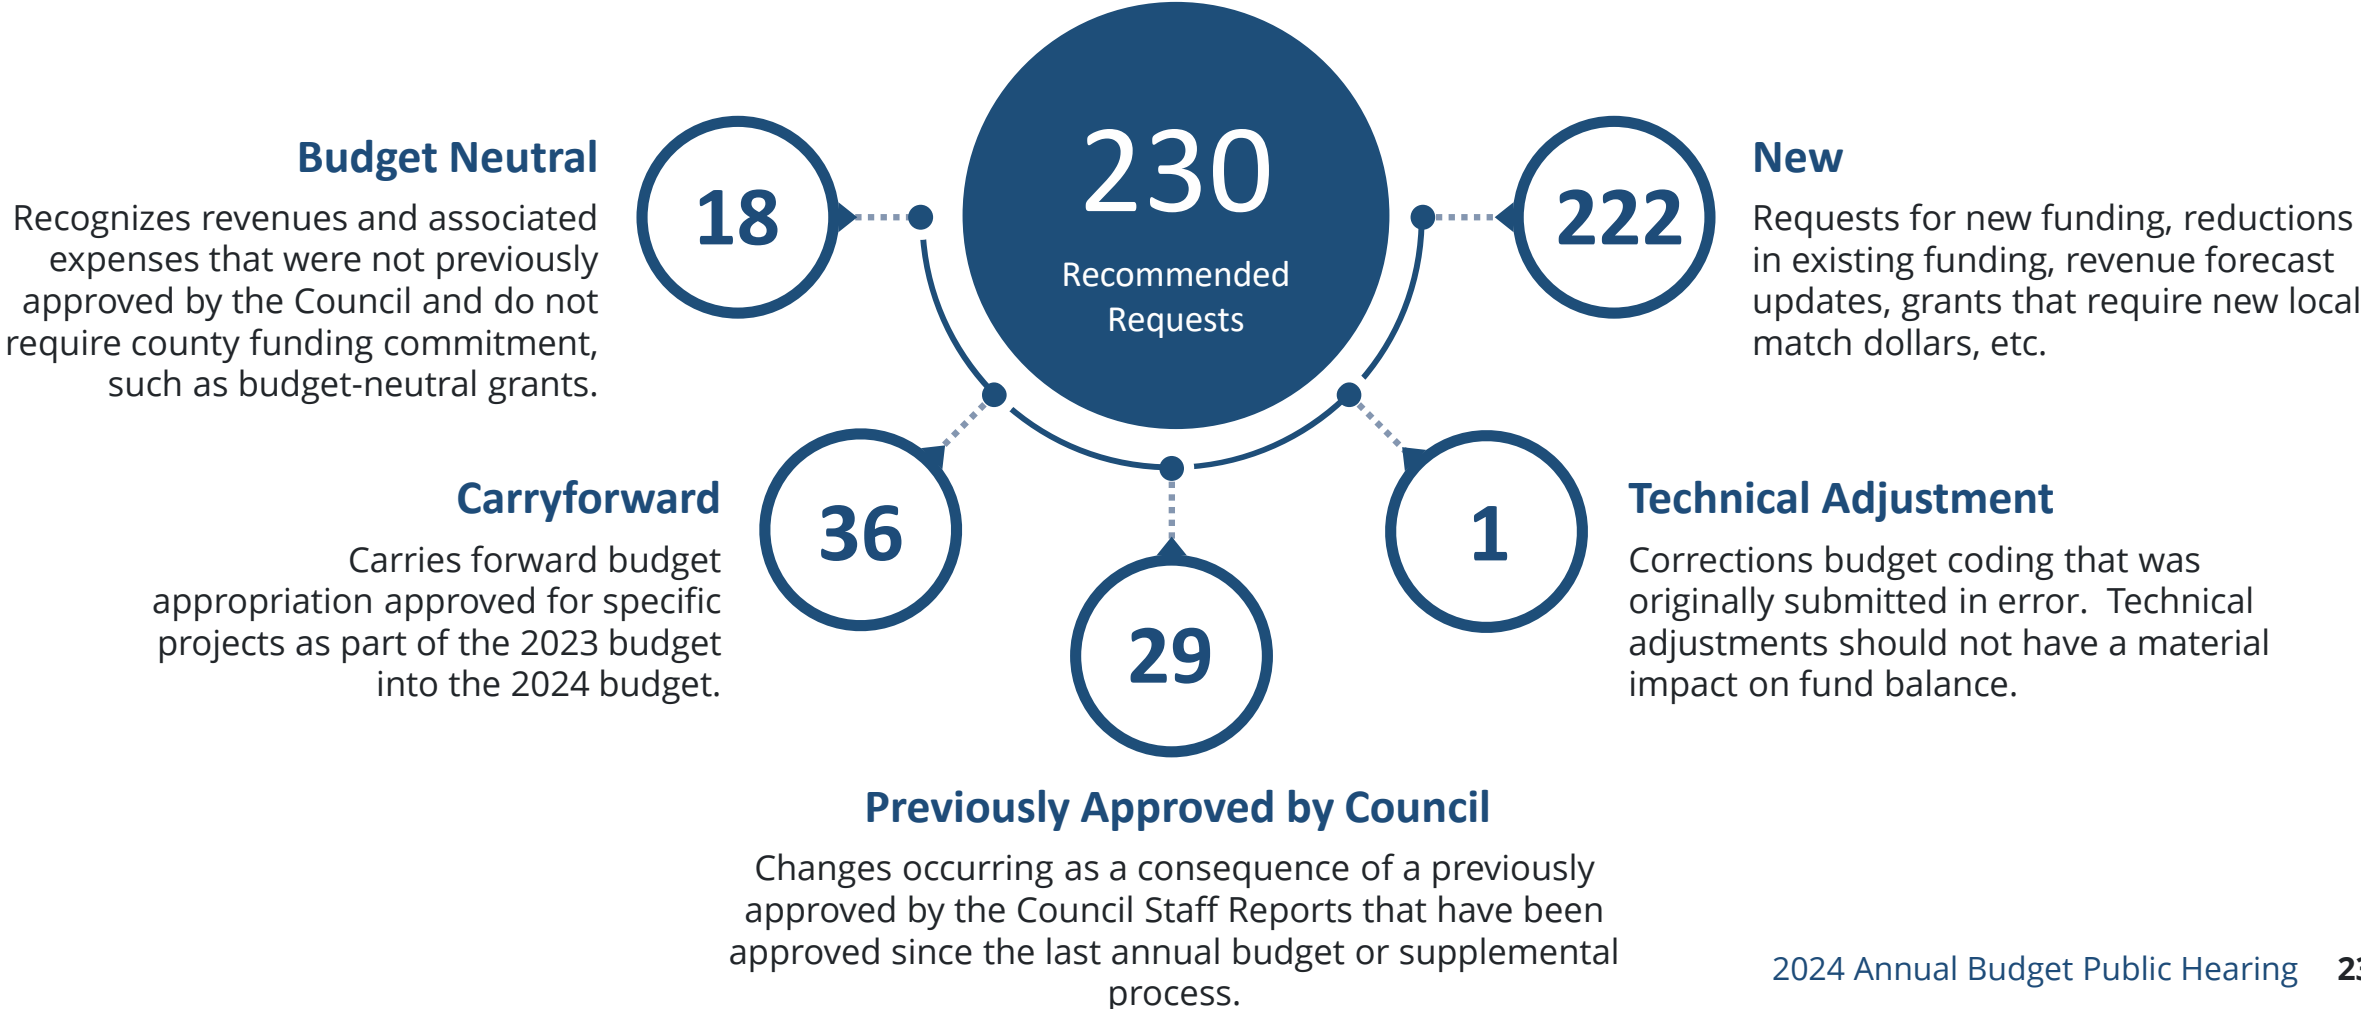 230
Recommended
Requests
Budget Neutral
18
Recognizes revenues and associated
expenses that were not previously
approved by the Council and do not
require county funding commitment,
such as budget-neutral grants.
Carryforward
36
Carries forward budget
appropriation approved for specific
projects as part of the 2023 budget
into the 2024 budget.
29
Previously Approved by Council
Changes occurring as a consequence of a previously
approved by the Council Staff Reports that have been
approved since the last annual budget or supplemental
process.
222
New
Requests for new funding, reductions
in existing funding, revenue forecast
updates, grants that require new local
match dollars, etc.
1
Technical Adjustment
Corrections budget coding that was
originally submitted in error.  Technical
adjustments should not have a material
impact on fund balance.
2024 Annual Budget Public Hearing 23